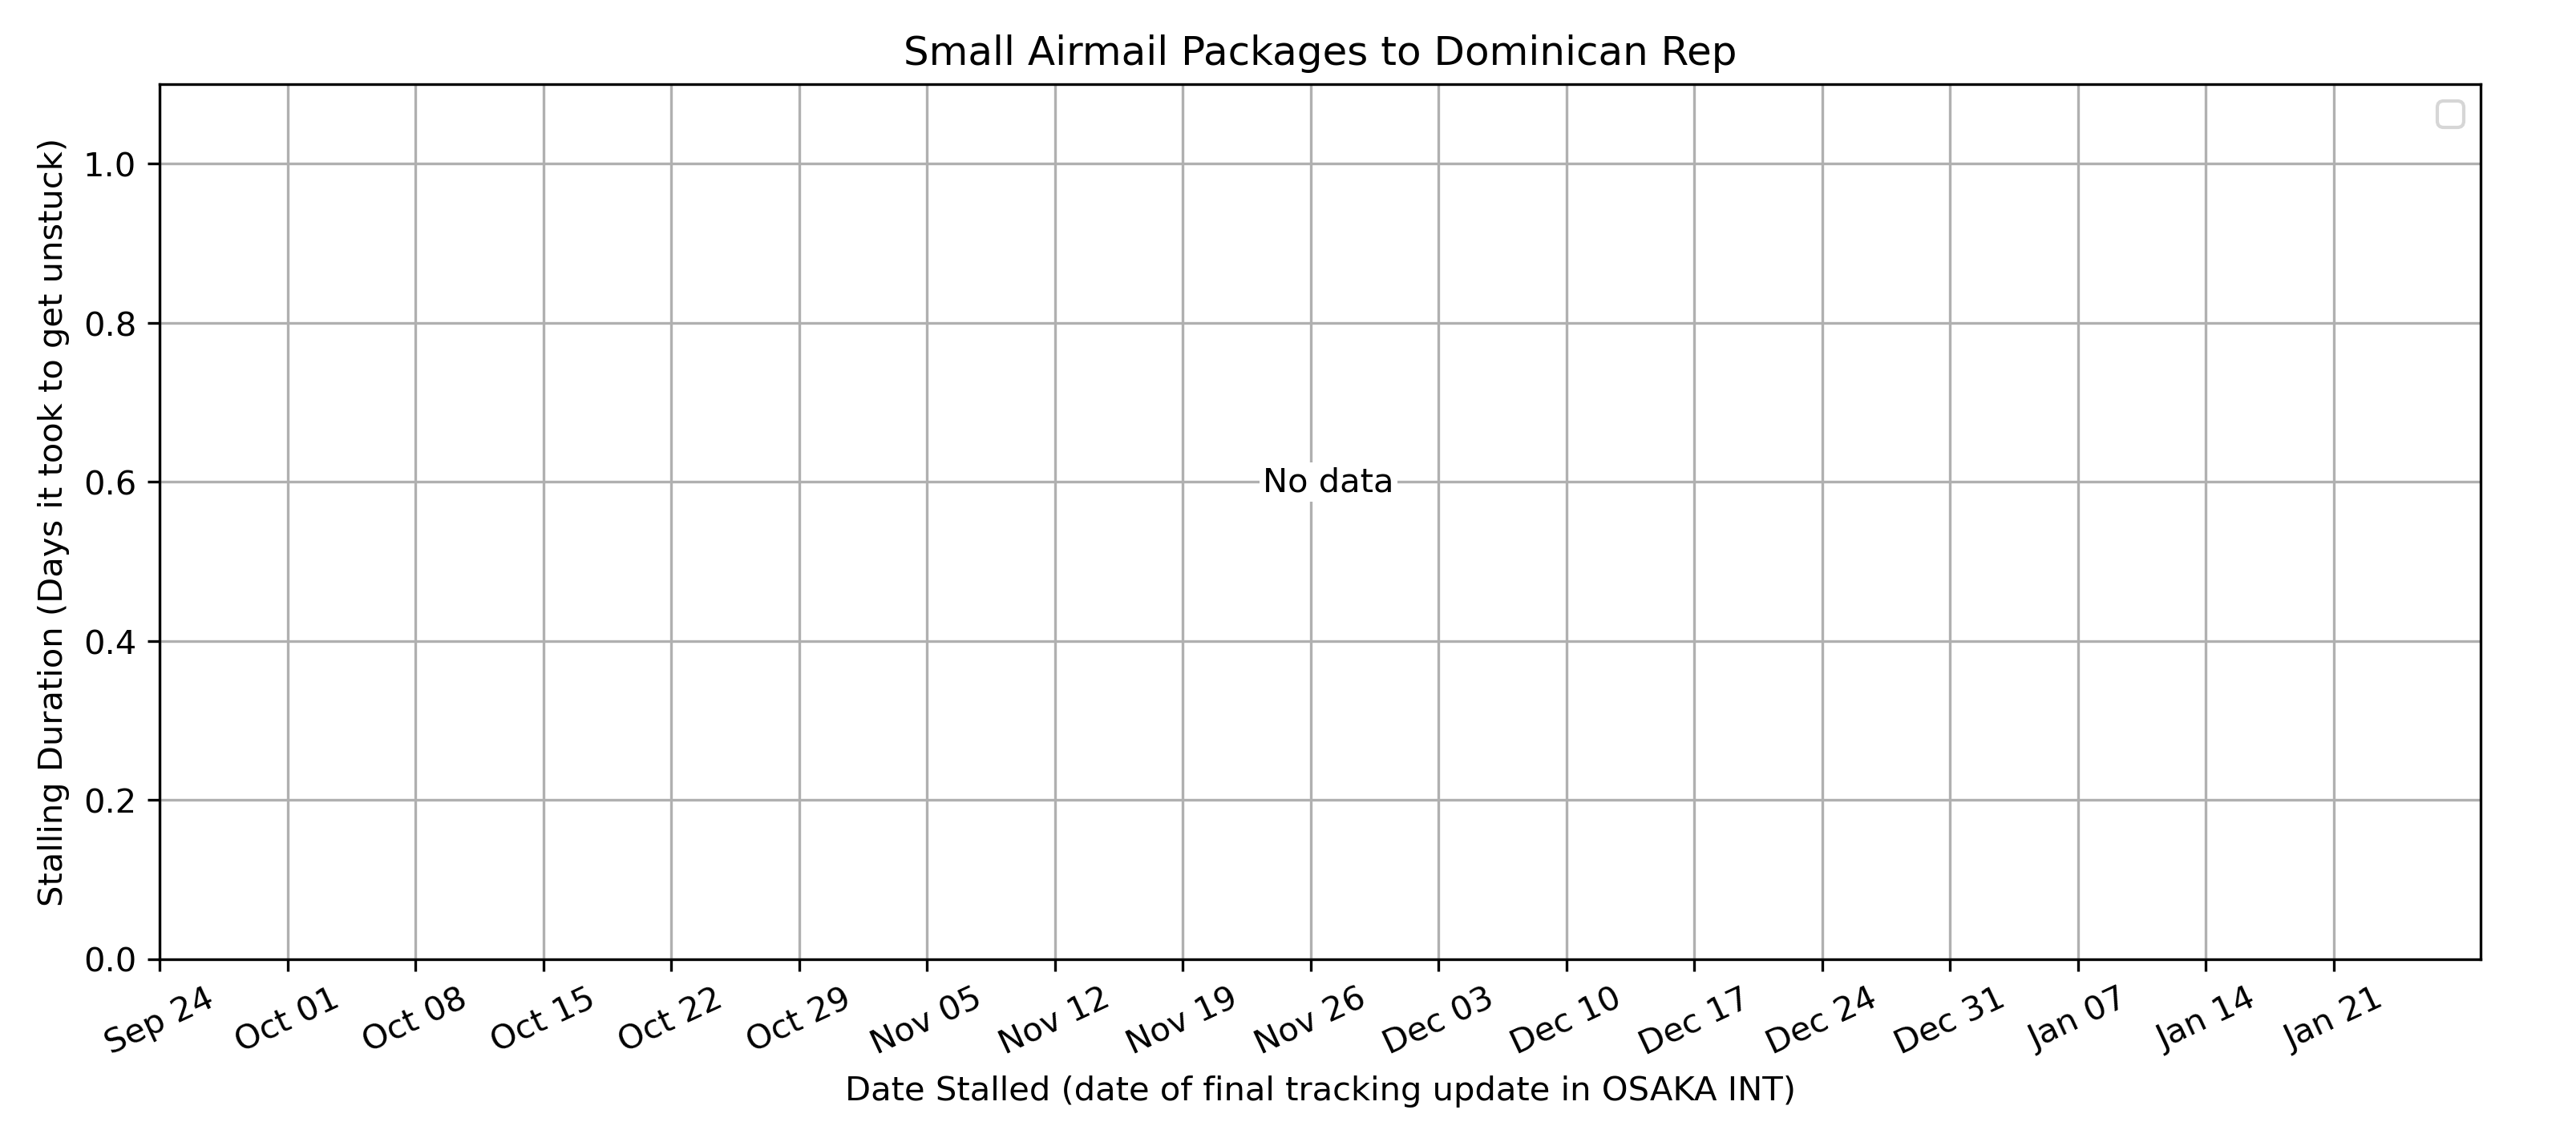 Small Airmail Packages to Dominican Rep
Stalling Duration (Days it took to get unstuck)
1.0
0.8
0.6
0.4
0.2
0.0
No data
Sep 24
Oct 01
Oct 08
Oct 15
Oct 22
Oct 29
Nov 05
Nov 12
Nov 19
Nov 26
Dec 03
Dec 10
Dec 17
Dec 24
Dec 31
Jan 07
Jan 14
Jan 21
Date Stalled (date of final tracking update in OSAKA INT)